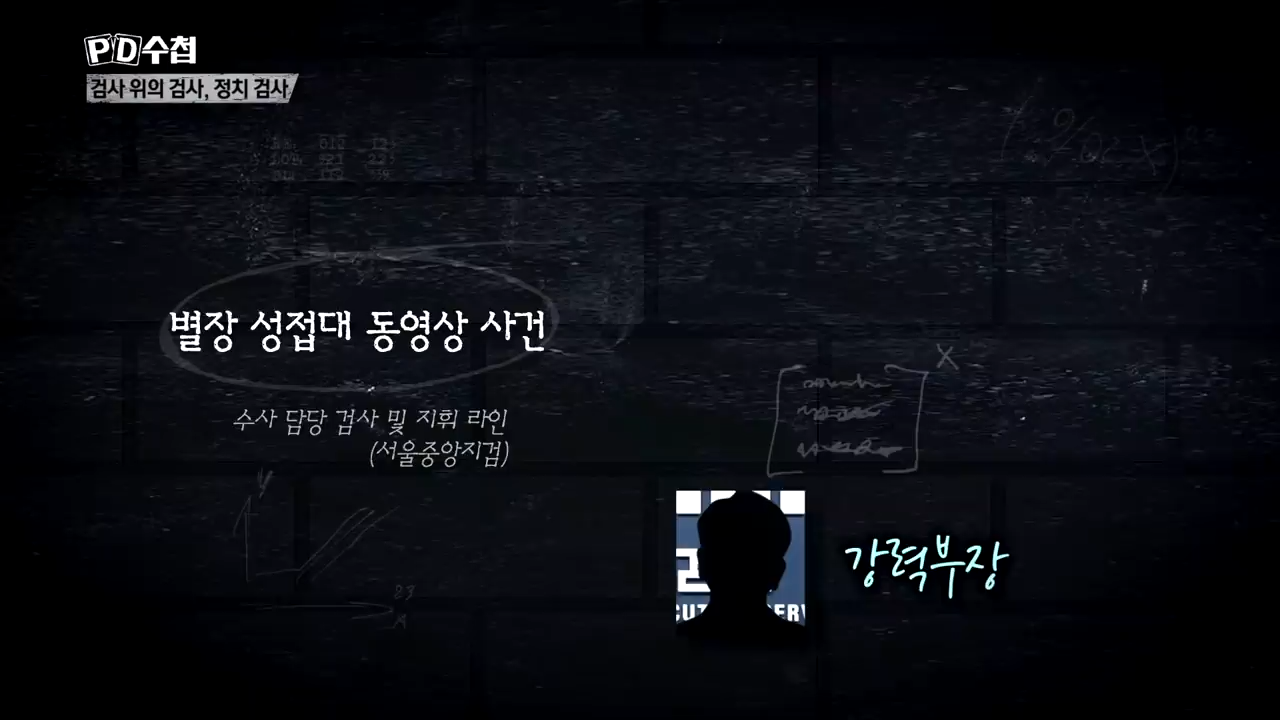 PD수첩
검사 위의 검사, 정치 검사
별장 성접대 동영상 사건
수사 담당 검사 및 지휘 라인
(서울중앙지검)
강력부장